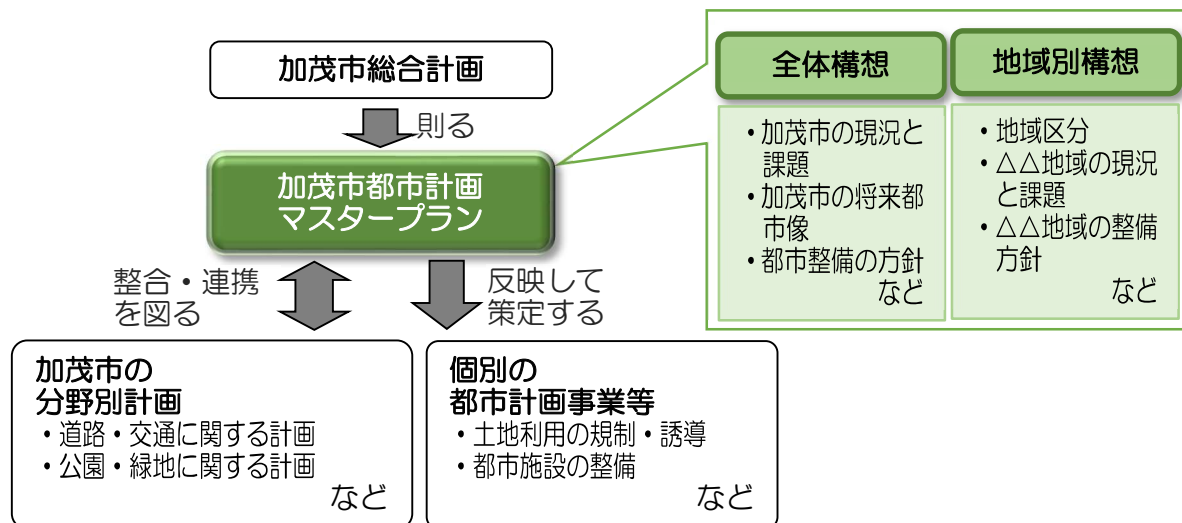 加茂市総合計画
則る
加茂市都市計画
マスタープラン
整合・連携
を図る
反映して
策定する
加茂市の
分野別計画
・道路・交通に関する計画
・公園・緑地に関する計画
など
個別の
都市計画事業等
・土地利用の規制・誘導
・都市施設の整備
など
全体構想
・加茂市の現況と
課題
・加茂市の将来都
市像
・都市整備の方針
など
地域別構想
・地域区分
・△△地域の現況
と課題
・△△地域の整備
方針
など